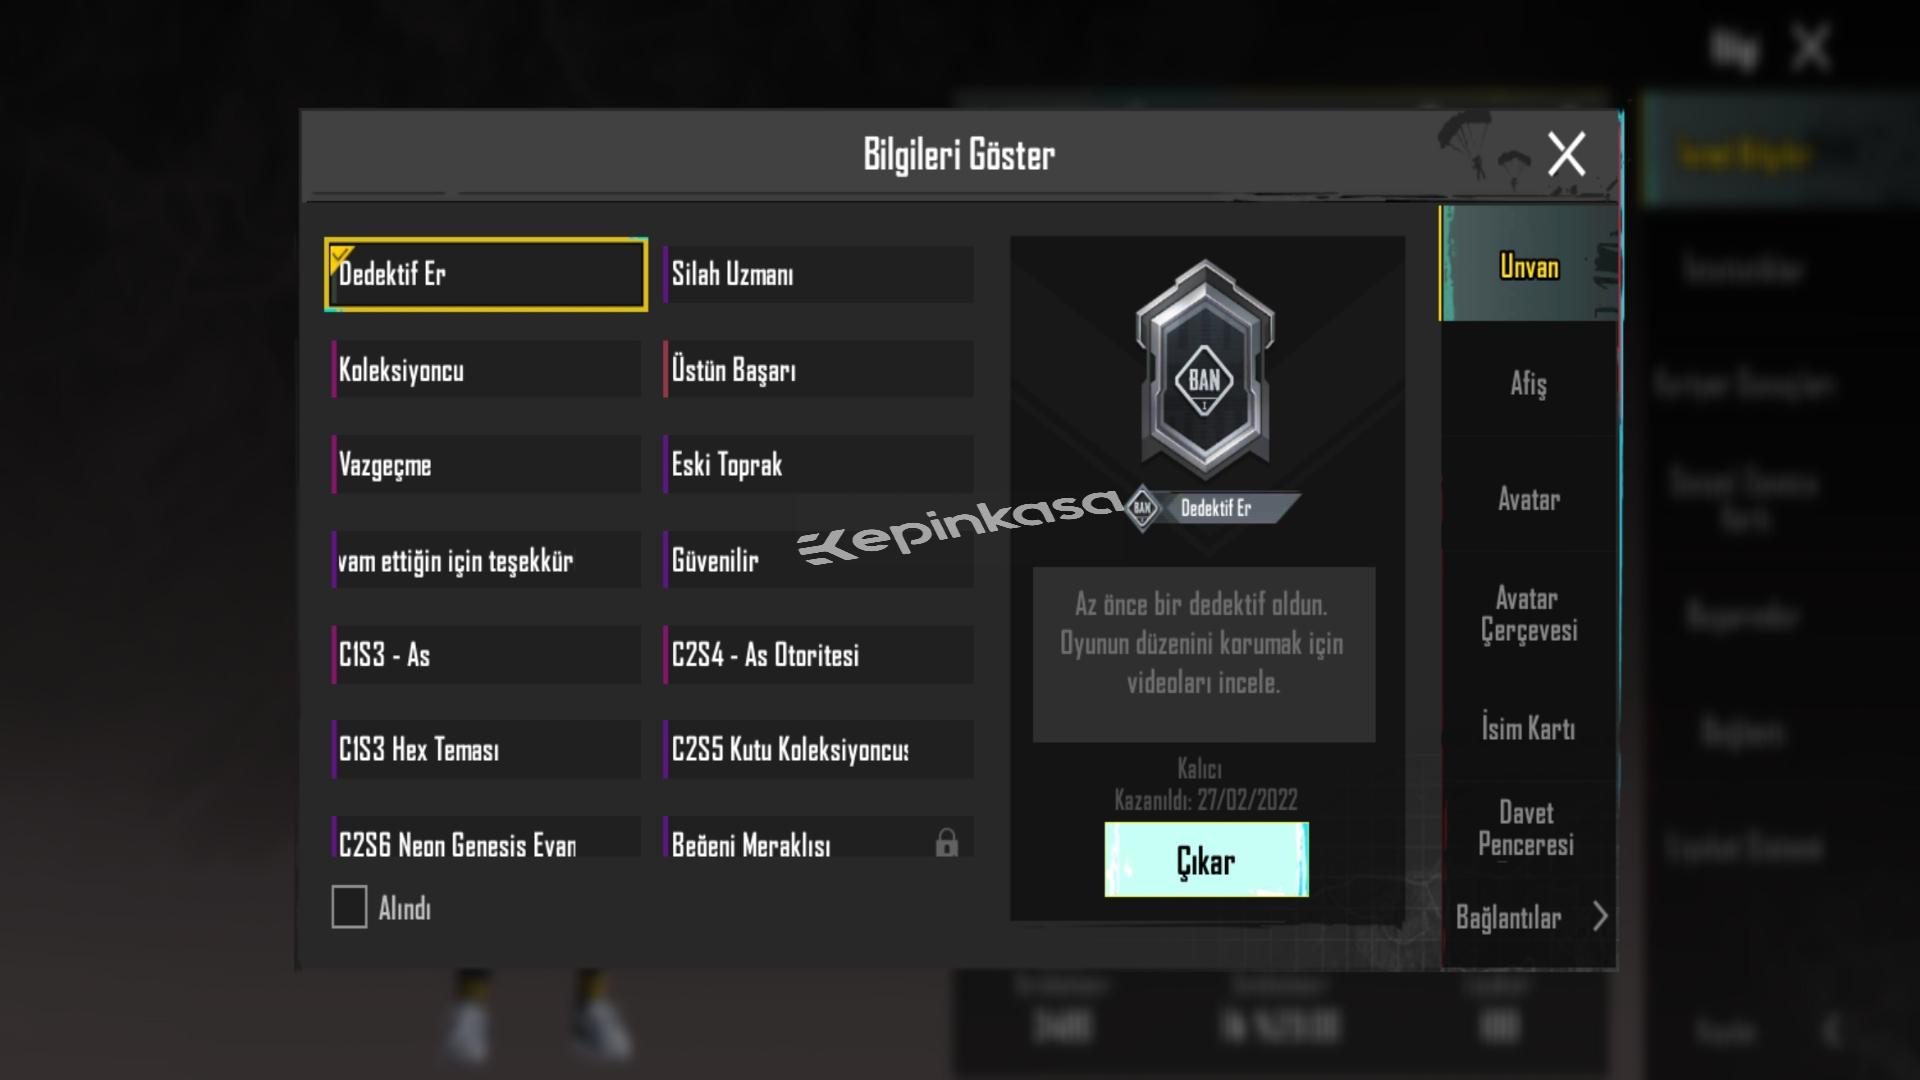 Bilgileri Göster
Dedektif Er
Silah Uzmanı
Koleksiyoncu
Üstün Başarı
Vazgeçme
Eski Toprak
vam ettiğin için teşekkür
Güvenilir
C1S3 - As
C2S4 - As Otoritesi
C1S3 Hex Teması
C2S5 Kutu Koleksiyoncus
C2S6 Neon Genesis Evan
Beğeni Meraklısı
Alındı
BAN
I
BAN
Dedektif Er
epinkasa
Az önce bir dedektif oldun.
Oyunun düzenini korumak için
videoları incele.
Kalıcı
Kazanıldı: 27/02/2022
Çıkar
Unvan
Afiş
Avatar
Avatar
Çerçevesi
İsim Kartı
Davet
Penceresi
Bağlantılar